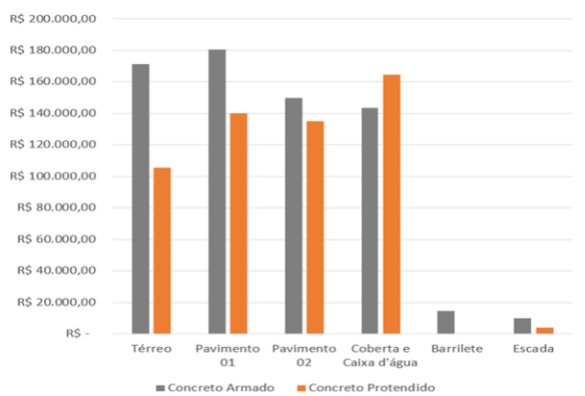 R$ 200.000,00
R$ 180.000,00
R$ 160.000,00
R$ 140.000,00
R$ 120.000,00
R$ 100.000,00
R$ 80.000,00
R$ 60.000,00
R$ 40.000,00
R$ 20.000,00
R$ -
Térreo
Pavimento
01
Pavimento
02
Coberta e
Caixa d'água
Barrilete
Escada
Concreto Armado
Concreto Protendido